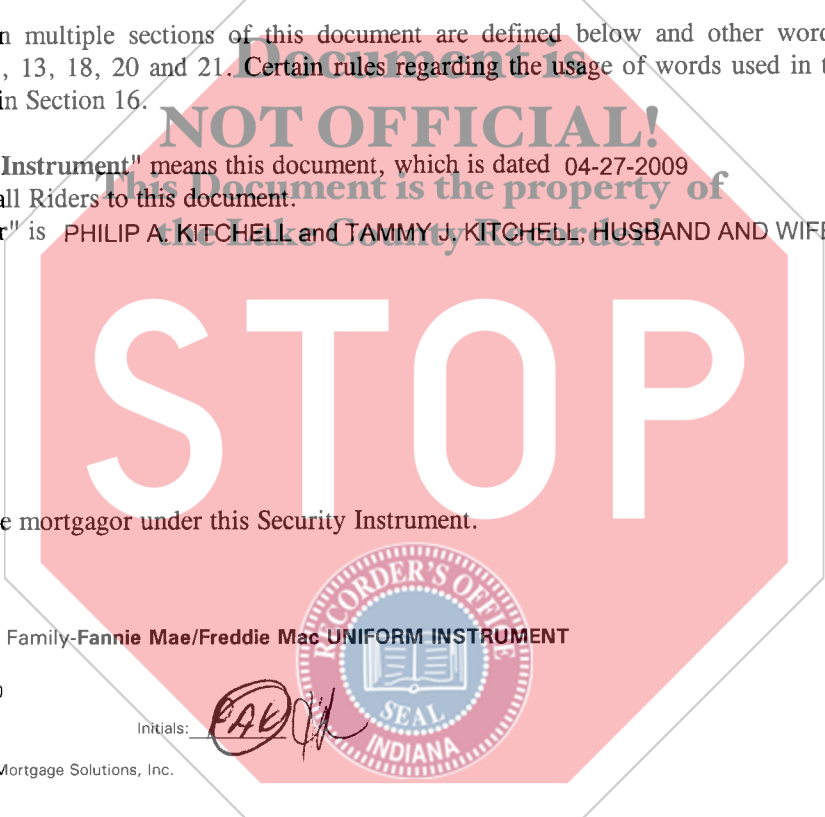 n multiple sections of this document are defined below and other word
, 13, 18, 20 and 21. Certain rules regarding the usage of words used in t
in Section 16.
Document is
NOT OFFICIAL!
This Document is the property of
the Lake County Recorder!
Instrument" means this document, which is dated 04-27-2009
all Riders to this document.
r" is PHILIP A. KITCHELL and TAMMY J. KITCHELL, HUSBAND AND WIFE
STOP
e mortgagor under this Security Instrument.
Family-Fannie Mae/Freddie Mac UNIFORM INSTRUMENT
Initials: PAK
Mortgage Solutions, Inc.
RECORDER'S OFFICE
SEAL
INDIANA